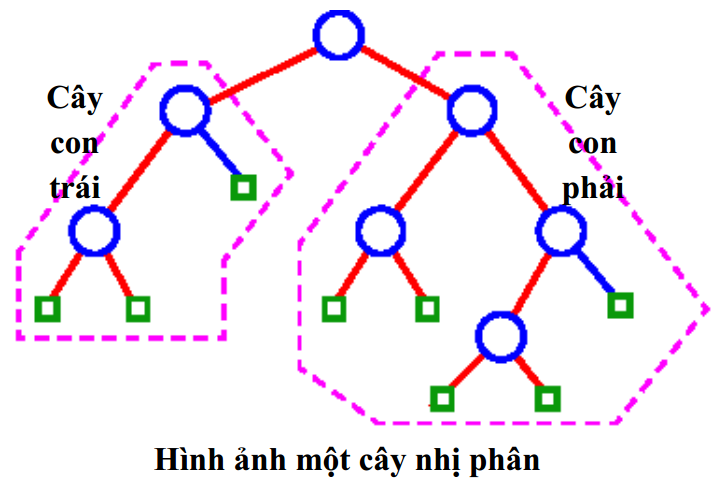 Cây
con
trái
Cây
con
phải
Hình ảnh một cây nhị phân